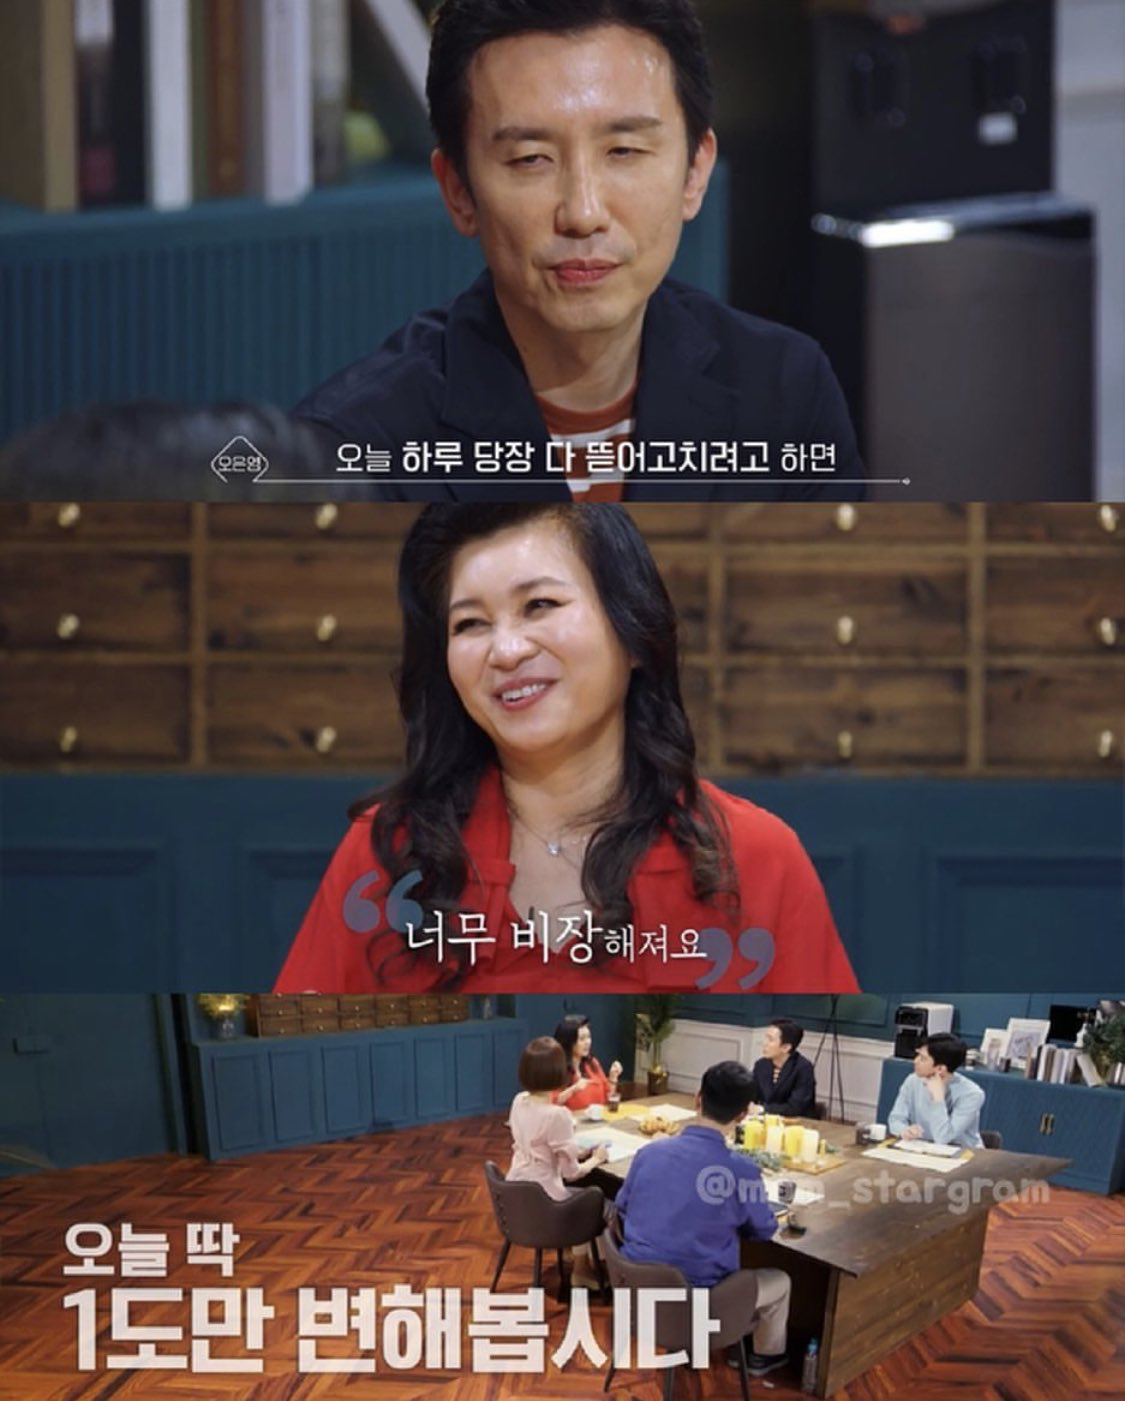 오은영
오늘 하루 당장 다 뜯어고치려고 하면
“너무 비장해져요”
@mom_stargram
오늘 딱
1도만 변해봅시다